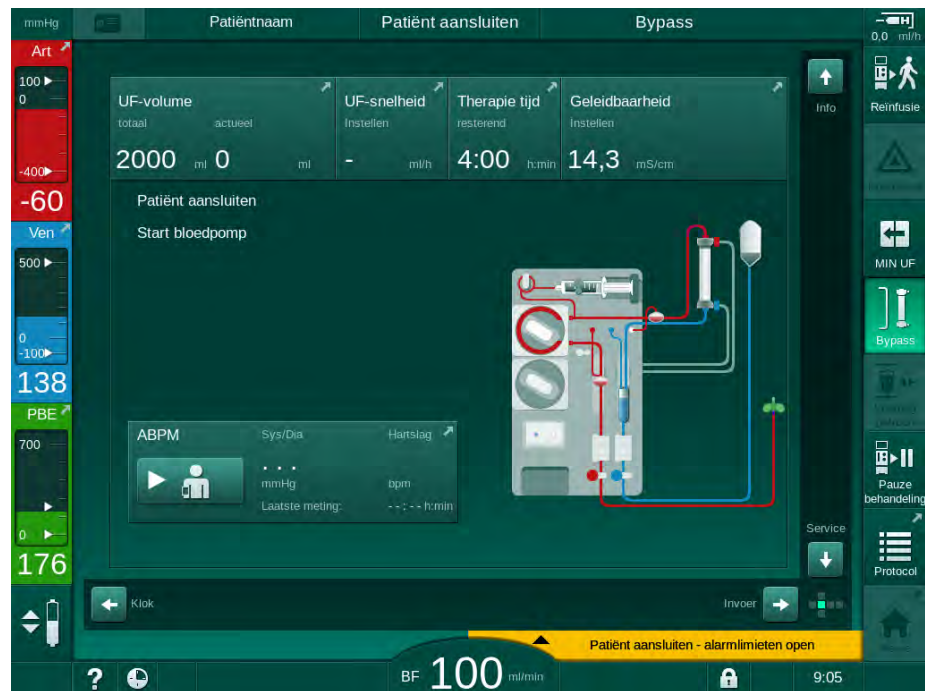 mmHg
Patiëntnaam
Patiënt aansluiten
Bypass
0,0 ml/h
Art
100
0
-400
-60
Ven
500
0
-100
138
PBE
700
0
176
UF-volume
totaal actueel
2000 ml 0 ml
UF-snelheid
Instellen
- ml/h
Therapie tijd
resterend
4:00 h:min
Geleidbaarheid
Instellen
14,3 mS/cm
Patiënt aansluiten
Start bloedpomp
ABPM Sys/Dia Hartslag
. . .
mmHg bpm
Laatste meting: --:-- h:min
Info
Service
Klok
Invoer
Patiënt aansluiten - alarmlimieten open
? BF 100 ml/min 9:05
Reïnfusie
MIN UF
Bypass
Pauze
behandeling
Protocol